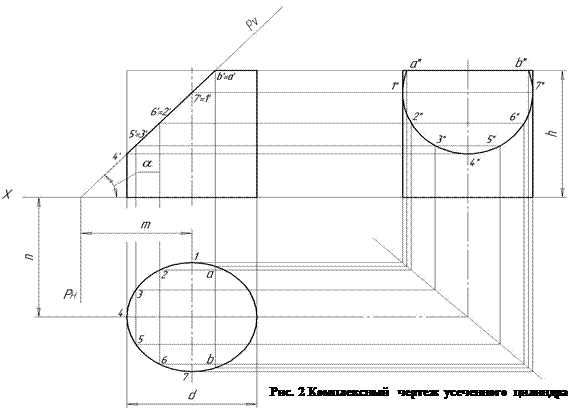 Pv
b'≡a'
a"
b"
7'≡1'
1"
7"
6'≡2'
2"
6"
5'≡3'
3"
5"
4'
4"
α
h
X
m
n
Pн
1
2
a
3
4
5
6
b
7
d
Рис. 2 Комплексный чертеж усеченного цилиндра